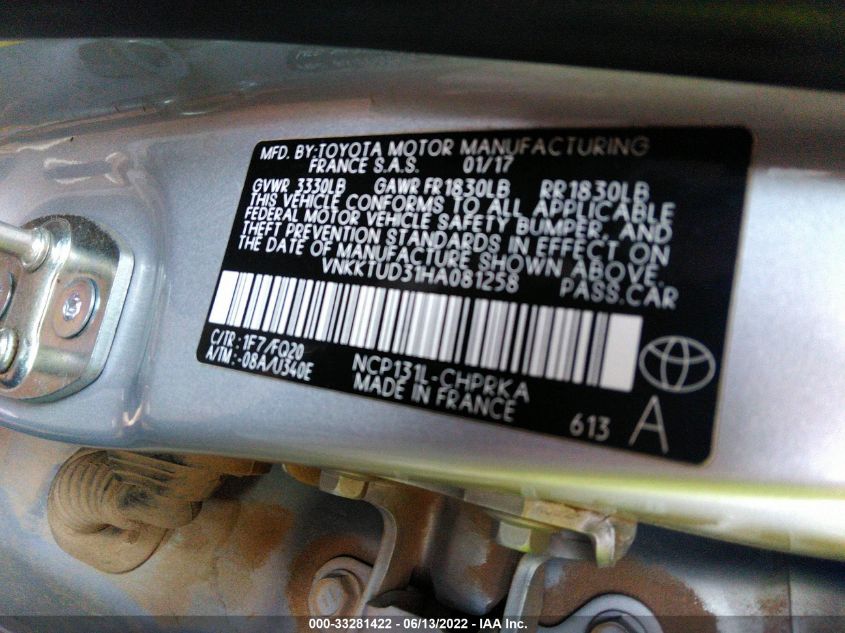 MFD. BY:TOYOTA MOTOR MANUFACTURING
FRANCE S.A.S. 01/17
GVWR 3330LB GAWR FR1830LB RR1830LB
THIS VEHICLE CONFORMS TO ALL APPLICABLE
FEDERAL MOTOR VEHICLE SAFETY BUMPER, AND
THEFT PREVENTION STANDARDS IN EFFECT ON
THE DATE OF MANUFACTURE SHOWN ABOVE.
VNKKTUD31HA081258 PASS.CAR
C/TR:1F7/FQ20
A/TM:-08A/U340E
NCP131L-CHPRKA
MADE IN FRANCE
613 A
000-33281422 - 06/13/2022 - IAA Inc.